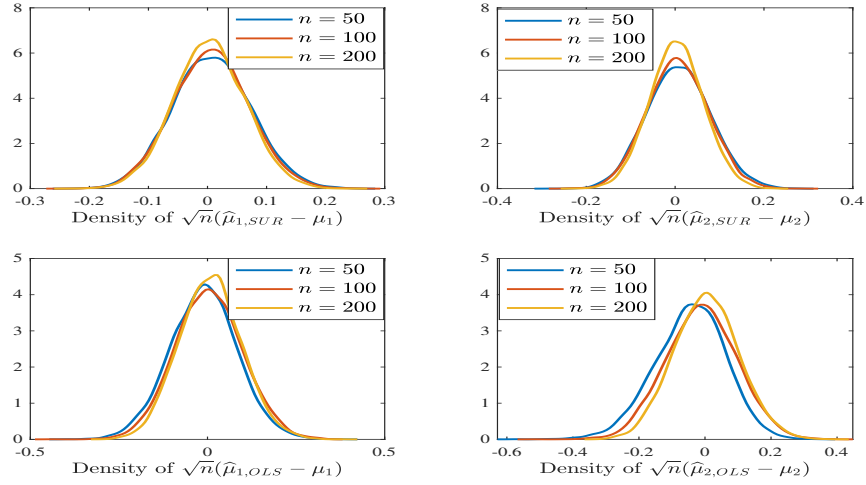 8
6
4
2
0
-0.3
-0.2
-0.1
0
0.1
0.2
0.3
n = 50
n = 100
n = 200
Density of √n(μ̂1,SUR − μ1)
8
6
4
2
0
-0.4
-0.2
0
0.2
0.4
n = 50
n = 100
n = 200
Density of √n(μ̂2,SUR − μ2)
5
4
3
2
1
0
-0.5
0
0.5
n = 50
n = 100
n = 200
Density of √n(μ̂1,OLS − μ1)
5
4
3
2
1
0
-0.6
-0.4
-0.2
0
0.2
0.4
n = 50
n = 100
n = 200
Density of √n(μ̂2,OLS − μ2)